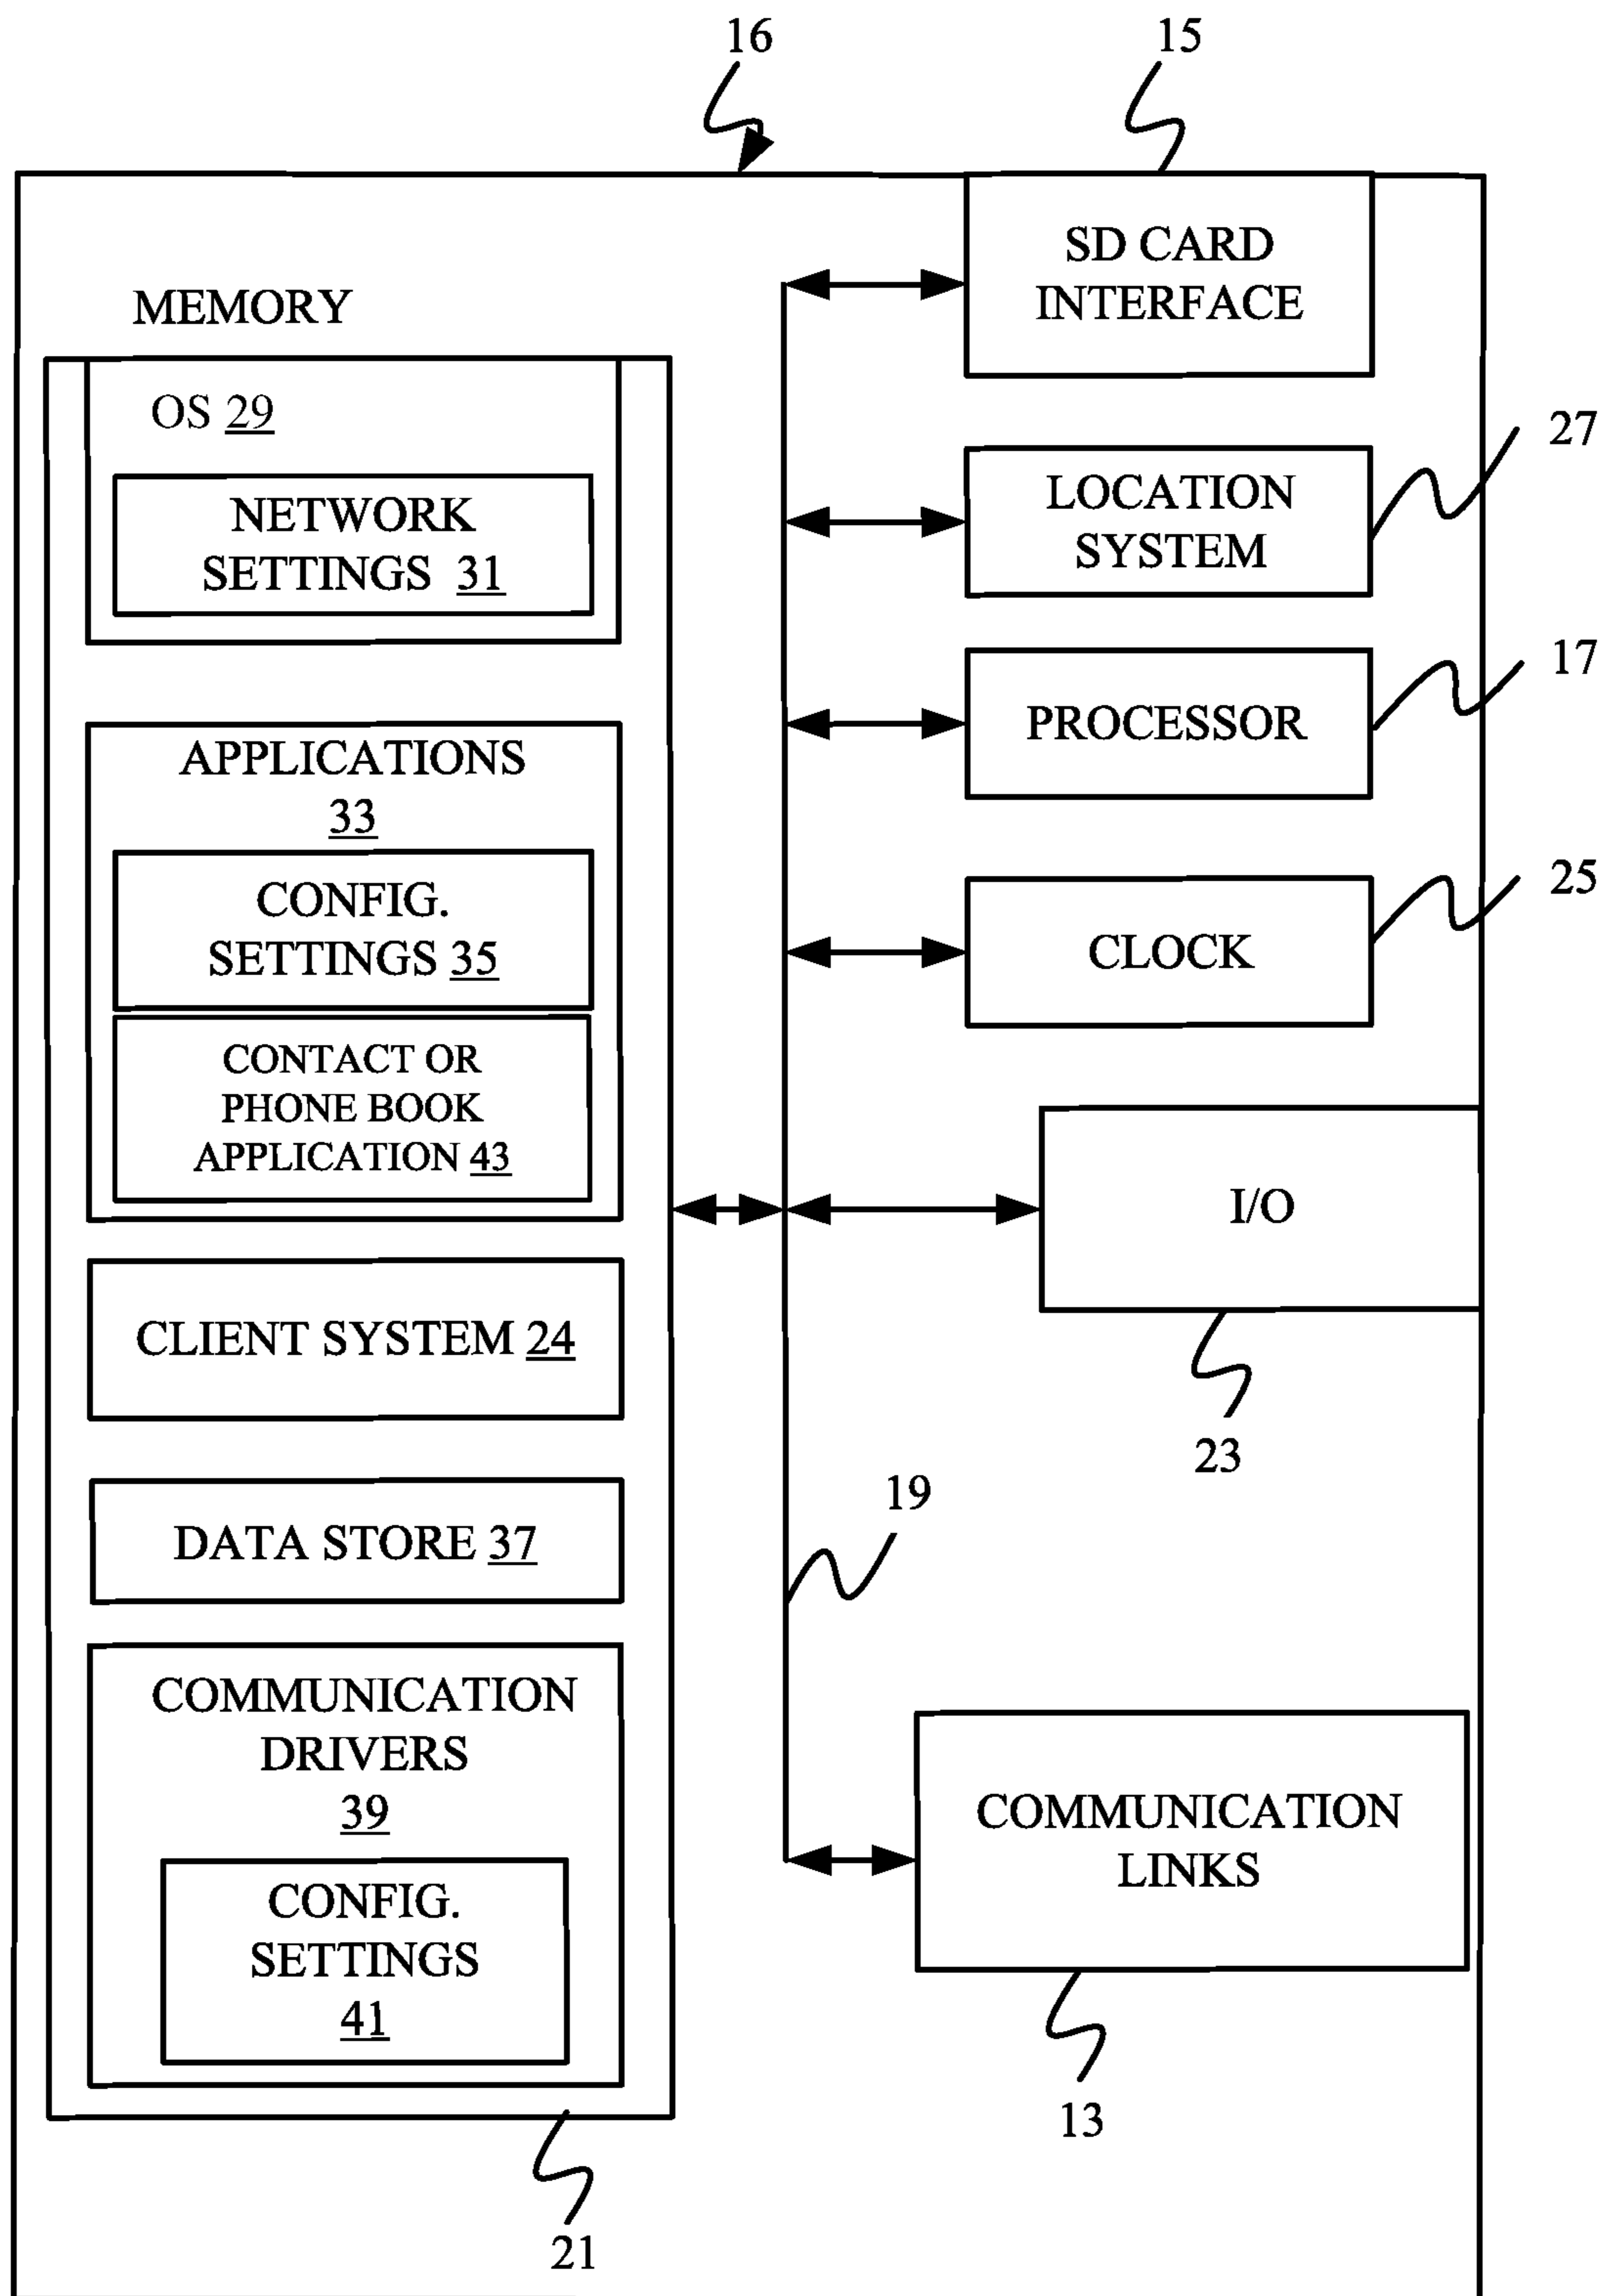 16
15
SD CARD
INTERFACE
MEMORY
OS 29
NETWORK
SETTINGS 31
27
LOCATION
SYSTEM
17
PROCESSOR
APPLICATIONS
33
CONFIG.
SETTINGS 35
25
CLOCK
CONTACT OR
PHONE BOOK
APPLICATION 43
I/O
23
CLIENT SYSTEM 24
19
DATA STORE 37
COMMUNICATION
DRIVERS
39
CONFIG.
SETTINGS
41
COMMUNICATION
LINKS
13
21